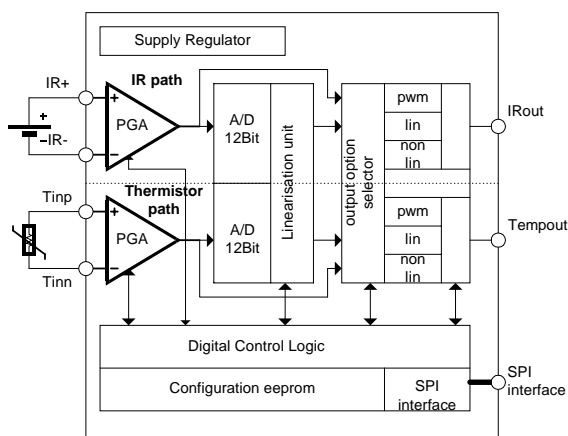 Supply Regulator
IR+
IR path
+
PGA
−
+
−IR-
A/D
12Bit
Linearisation unit
output option
selector
pwm
lin
non
lin
IRout
Thermistor
path
Tinp
+
PGA
−
Tinn
A/D
12Bit
pwm
lin
non
lin
Tempout
Digital Control Logic
Configuration eeprom
SPI
interface
SPI
interface